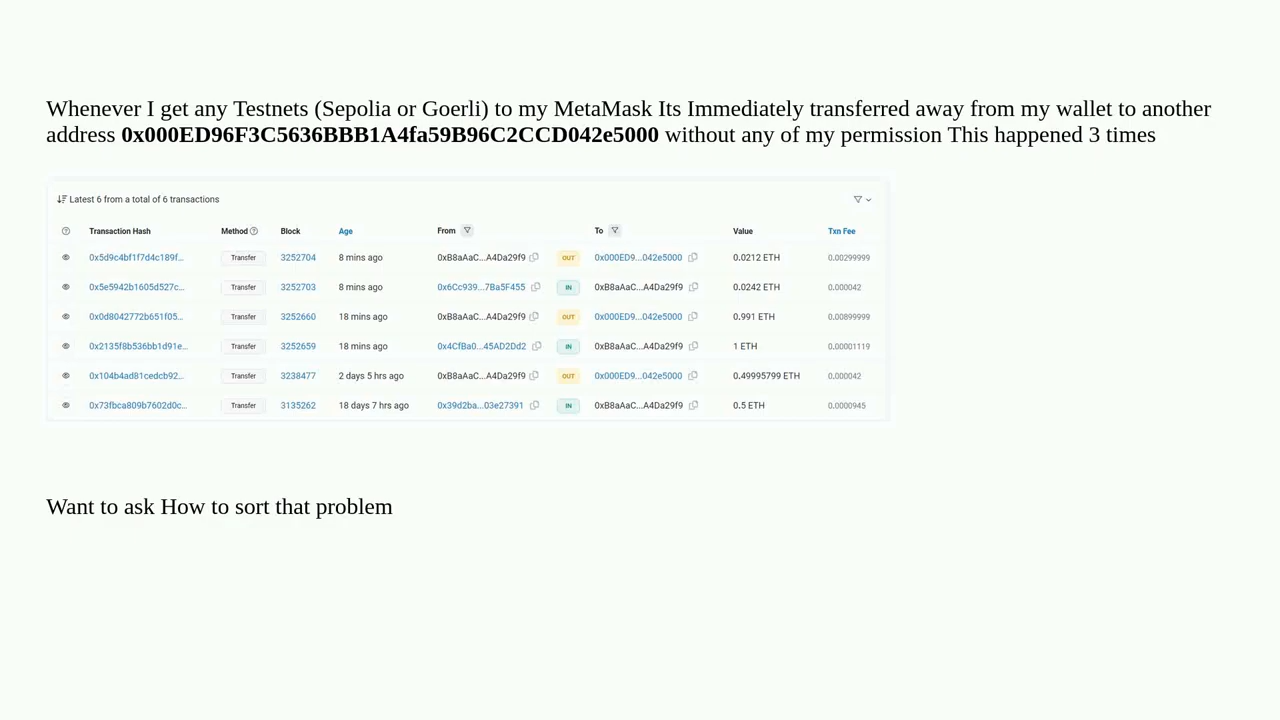 Whenever I get any Testnets (Sepolia or Goerli) to my MetaMask Its Immediately transferred away from my wallet to another
address 0x000ED96F3C5636BBB1A4fa59B96C2CCD042e5000 without any of my permission This happened 3 times
Latest 6 from a total of 6 transactions
Transaction Hash Method Block Age From To Value Txn Fee
0x5d9c4bf1f7d4c189f... Transfer 3252704 8 mins ago 0xB8aAaC...A4Da29f9 OUT 0x000ED9...042e5000 0.0212 ETH 0.00299999
0x5e5942b1605d527c... Transfer 3252703 8 mins ago 0x6Cc939...7Ba5F455 IN 0xB8aAaC...A4Da29f9 0.0242 ETH 0.000042
0x0d8042772b651f05... Transfer 3252660 18 mins ago 0xB8aAaC...A4Da29f9 OUT 0x000ED9...042e5000 0.991 ETH 0.00899999
0x2135f8b536bb1d91e... Transfer 3252659 18 mins ago 0x4CfBa0...45AD2Dd2 IN 0xB8aAaC...A4Da29f9 1 ETH 0.00001119
0x104b4ad81cedcb92... Transfer 3238477 2 days 5 hrs ago 0xB8aAaC...A4Da29f9 OUT 0x000ED9...042e5000 0.49995799 ETH 0.000042
0x73fbca809b7602d0c... Transfer 3135262 18 days 7 hrs ago 0x39d2ba...03e27391 IN 0xB8aAaC...A4Da29f9 0.5 ETH 0.0000945
Want to ask How to sort that problem